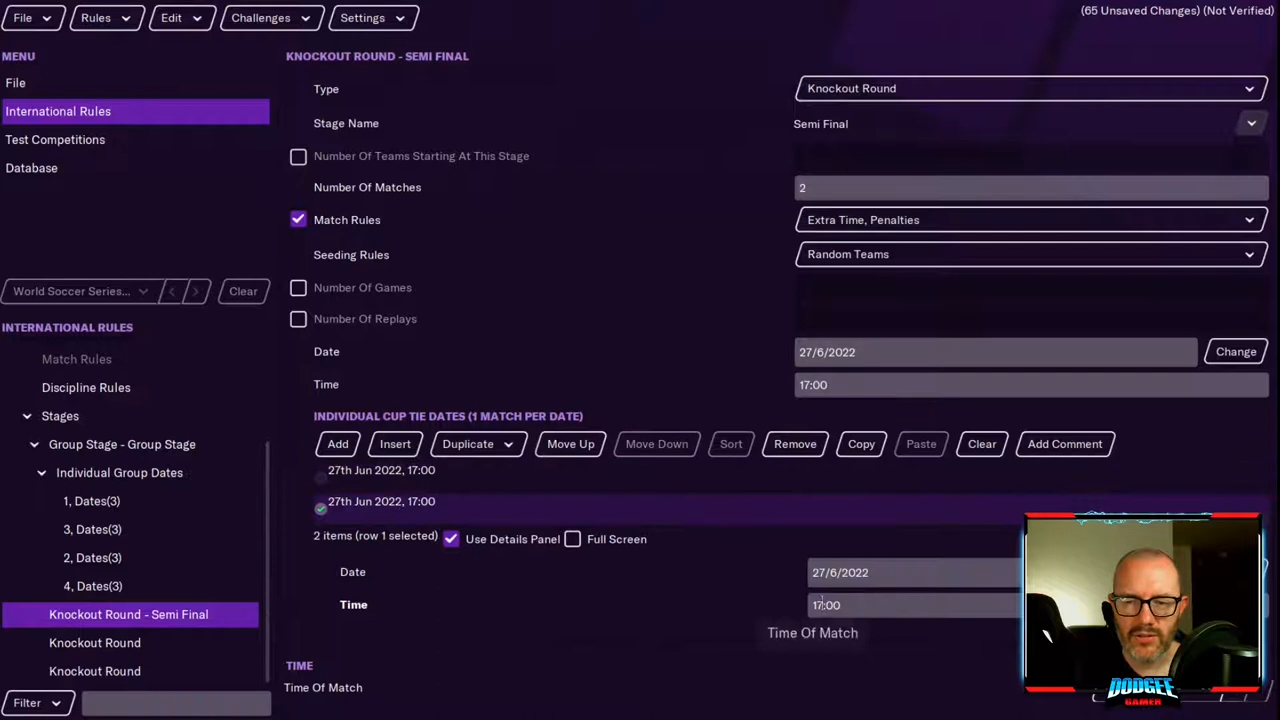 File Rules Edit Challenges Settings (65 Unsaved Changes) (Not Verified)
MENU
File
International Rules
Test Competitions
Database
World Soccer Series... < > Clear
INTERNATIONAL RULES
Match Rules
Discipline Rules
Stages
Group Stage - Group Stage
Individual Group Dates
1, Dates(3)
3, Dates(3)
2, Dates(3)
4, Dates(3)
Knockout Round - Semi Final
Knockout Round
Knockout Round
Filter
KNOCKOUT ROUND - SEMI FINAL
Type Knockout Round
Stage Name Semi Final
Number Of Teams Starting At This Stage
Number Of Matches 2
Match Rules Extra Time, Penalties
Seeding Rules Random Teams
Number Of Games
Number Of Replays
Date 27/6/2022 Change
Time 17:00
INDIVIDUAL CUP TIE DATES (1 MATCH PER DATE)
Add Insert Duplicate Move Up Move Down Sort Remove Copy Paste Clear Add Comment
27th Jun 2022, 17:00
27th Jun 2022, 17:00
2 items (row 1 selected) Use Details Panel Full Screen
Date 27/6/2022
Time 17:00
Time Of Match
TIME
Time Of Match
DODGEE
GAMER